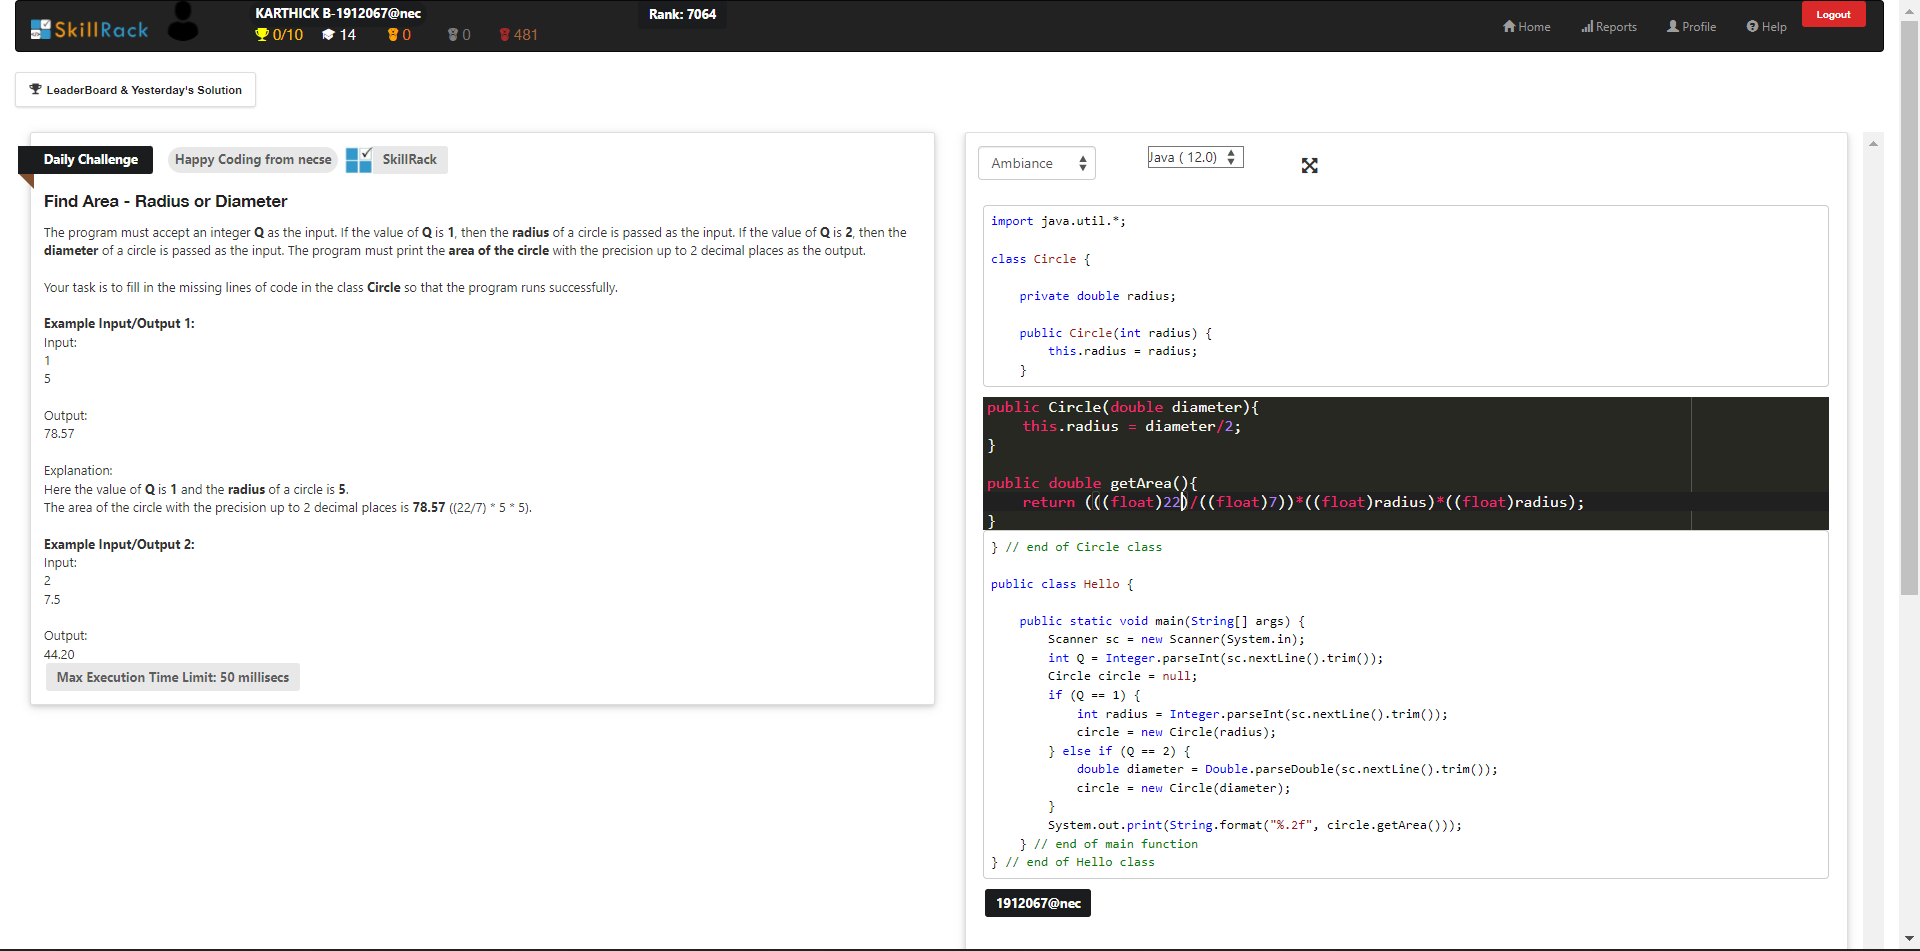 SkillRack
KARTHICK B-1912067@nec
0/10 14 0 0 481
Rank: 7064
Home Reports Profile Help Logout
LeaderBoard & Yesterday's Solution
Daily Challenge Happy Coding from necse SkillRack
Find Area - Radius or Diameter
The program must accept an integer Q as the input. If the value of Q is 1, then the radius of a circle is passed as the input. If the value of Q is 2, then the
diameter of a circle is passed as the input. The program must print the area of the circle with the precision up to 2 decimal places as the output.
Your task is to fill in the missing lines of code in the class Circle so that the program runs successfully.
Example Input/Output 1:
Input:
1
5
Output:
78.57
Explanation:
Here the value of Q is 1 and the radius of a circle is 5.
The area of the circle with the precision up to 2 decimal places is 78.57 ((22/7) * 5 * 5).
Example Input/Output 2:
Input:
2
7.5
Output:
44.20
Max Execution Time Limit: 50 millisecs
Ambiance Java ( 12.0)
import java.util.*;
class Circle {
private double radius;
public Circle(int radius) {
this.radius = radius;
}
public Circle(double diameter){
this.radius = diameter/2;
}
public double getArea(){
return (((float)22)/((float)7))*((float)radius)*((float)radius);
}
} // end of Circle class
public class Hello {
public static void main(String[] args) {
Scanner sc = new Scanner(System.in);
int Q = Integer.parseInt(sc.nextLine().trim());
Circle circle = null;
if (Q == 1) {
int radius = Integer.parseInt(sc.nextLine().trim());
circle = new Circle(radius);
} else if (Q == 2) {
double diameter = Double.parseDouble(sc.nextLine().trim());
circle = new Circle(diameter);
}
System.out.print(String.format("%.2f", circle.getArea()));
} // end of main function
} // end of Hello class
1912067@nec